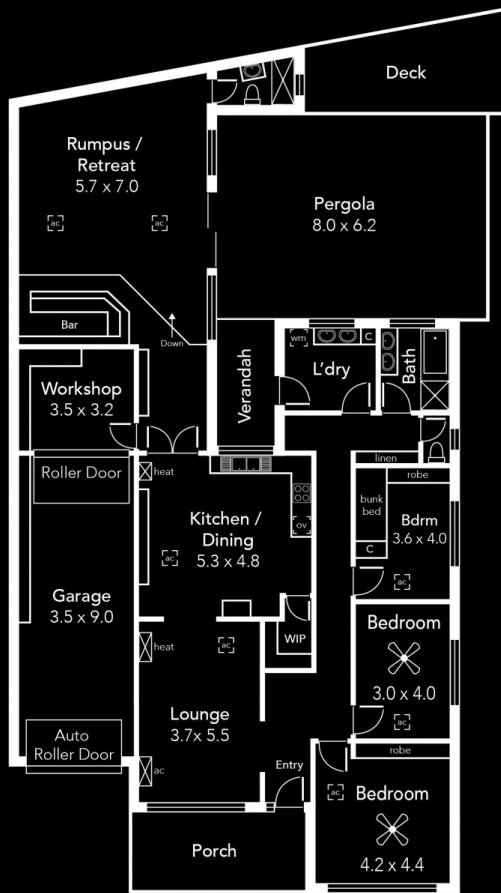 Deck
Rumpus /
Retreat
5.7 x 7.0
Pergola
8.0 x 6.2
ac
ac
Bar
Down
Verandah
wm
C
L'dry
Bath
Workshop
3.5 x 3.2
linen
robe
Roller Door
heat
bunk
bed
Kitchen /
Dining
5.3 x 4.8
ov
Bdrm
3.6 x 4.0
C
ac
ac
Garage
3.5 x 9.0
WIP
Bedroom
3.0 x 4.0
heat
ac
ac
Lounge
3.7x 5.5
Auto
Roller Door
ac
Entry
robe
ac
Bedroom
4.2 x 4.4
Porch